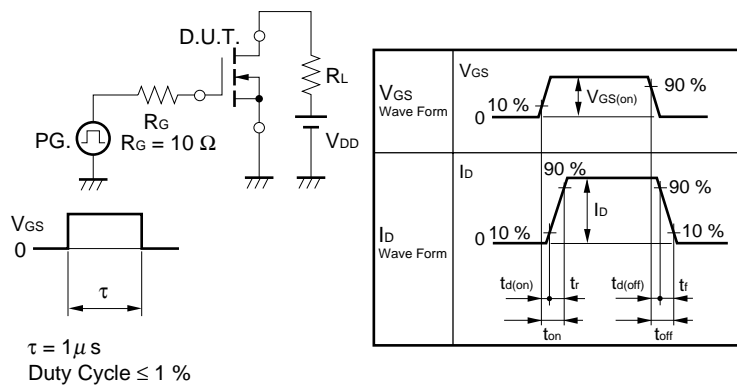 D.U.T.
RL
RG
PG.
RG = 10 Ω
VDD
VGS
0
τ
τ = 1μ s
Duty Cycle ≤ 1 %
VGS
Wave Form
VGS
10 %
0
VGS(on)
90 %
ID
Wave Form
ID
90 %
0 10 %
ID
90 %
10 %
td(on)
tr
td(off)
tf
ton
toff